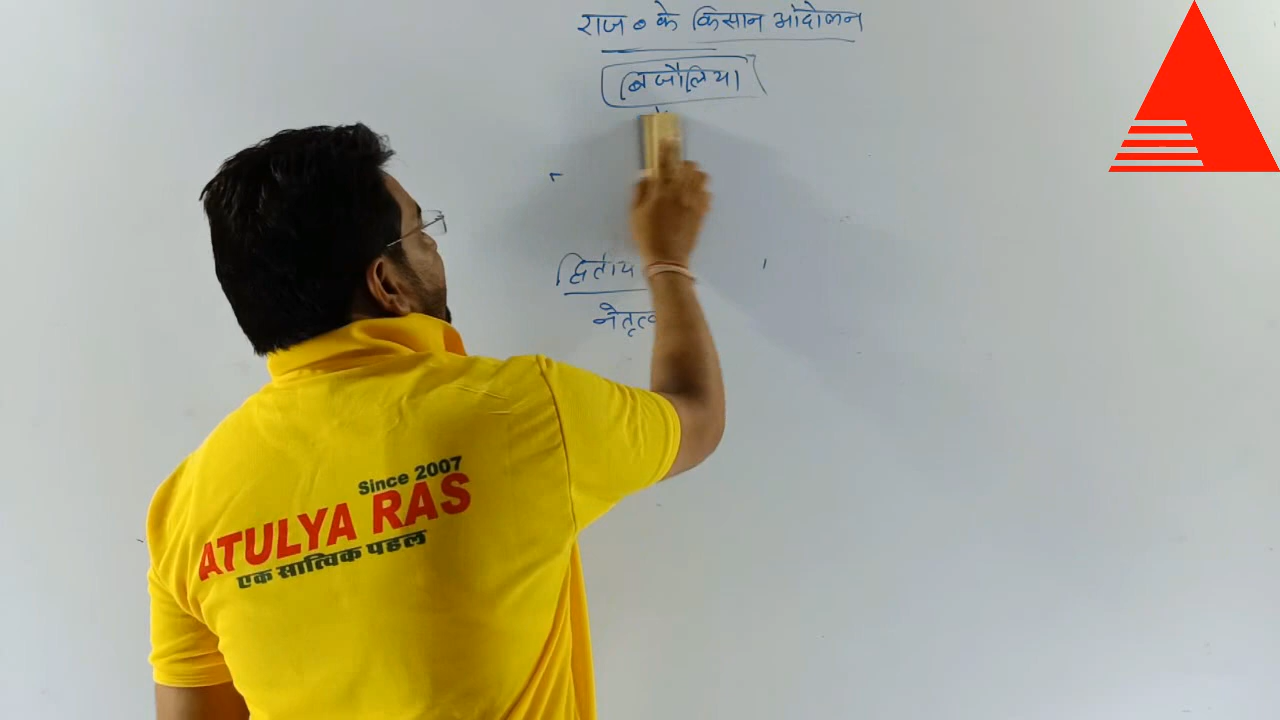 राज० के किसान आंदोलन
बिजौलिया
द्वितीय
नेतृत्व
Since 2007
ATULYA RAS
एक सात्विक पहल